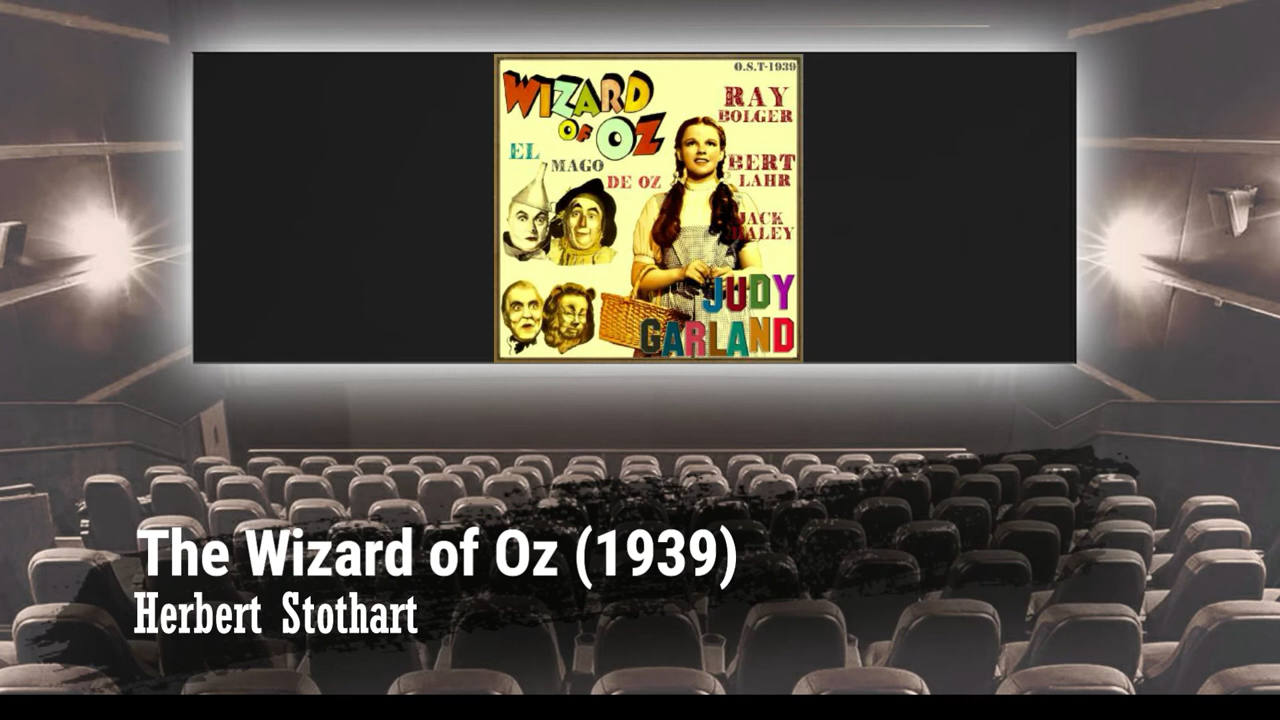 O.S.T-1939
WIZARD
OF OZ
EL
MAGO
DE OZ
RAY
BOLGER
BERT
LAHR
JACK
HALEY
JUDY
GARLAND
The Wizard of Oz (1939)
Herbert Stothart